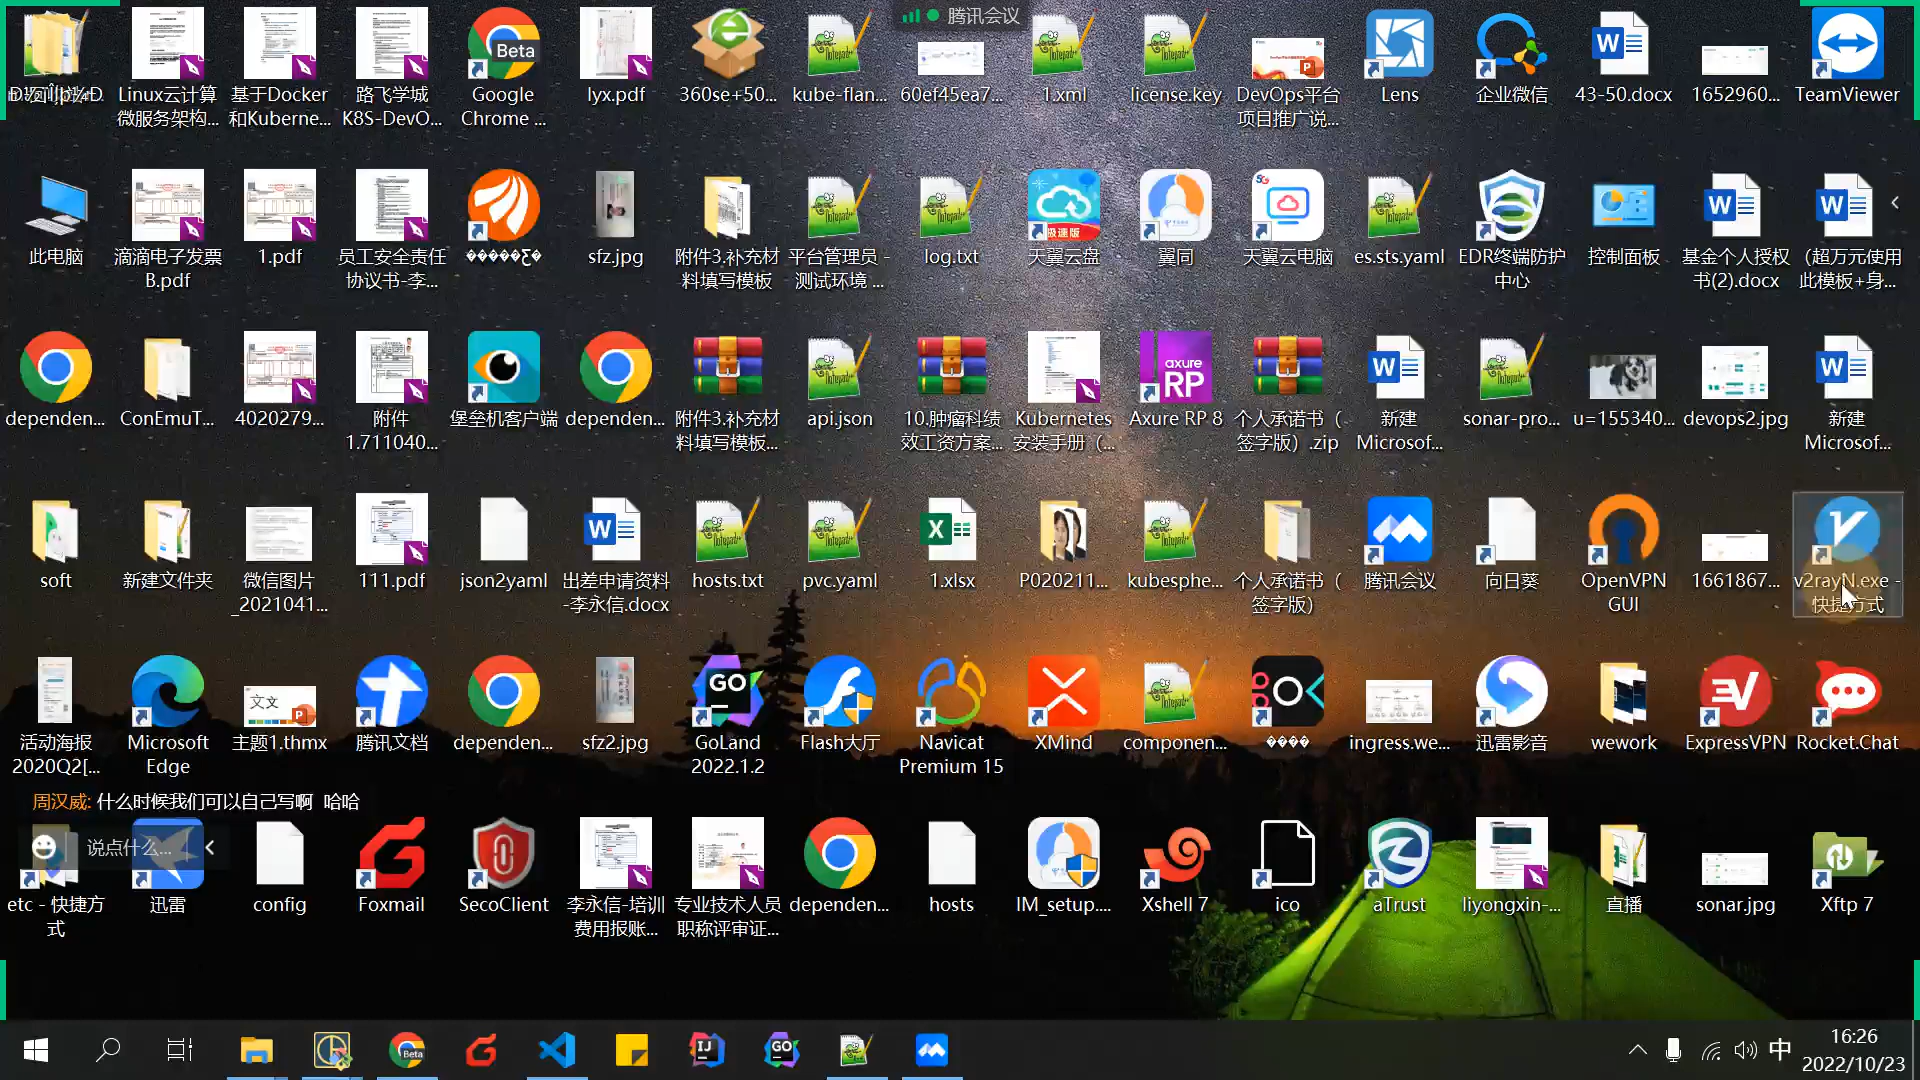 腾讯会议
Linux云计算
微服务架构...
基于Docker
和Kuberne...
路飞学城
K8S-DevO...
Google
Chrome ...
lyx.pdf
360se+50...
kube-flan...
60ef45ea7...
1.xml
license.key
DevOps平台
项目推广说...
Lens
企业微信
43-50.docx
1652960...
TeamViewer
此电脑
滴滴电子发票
B.pdf
1.pdf
员工安全责任
协议书-李...
sfz.jpg
附件3.补充材
料填写模板
平台管理员 -
测试环境 ...
log.txt
天翼云盘
翼同
天翼云电脑
es.sts.yaml
EDR终端防护
中心
控制面板
基金个人授权
书(2).docx
（超万元使用
此模板+身...
dependen...
ConEmuT...
4020279...
附件
1.711040...
堡垒机客户端
dependen...
附件3.补充材
料填写模板...
api.json
10.肿瘤科绩
效工资方案...
Kubernetes
安装手册（...
Axure RP 8
个人承诺书（
签字版）.zip
新建
Microsof...
sonar-pro...
u=155340...
devops2.jpg
新建
Microsof...
soft
新建文件夹
微信图片
_2021041...
111.pdf
json2yaml
出差申请资料
-李永信.docx
hosts.txt
pvc.yaml
1.xlsx
P020211...
kubesphe...
个人承诺书（
签字版）
腾讯会议
向日葵
OpenVPN
GUI
1661867...
v2rayN.exe -
快捷方式
活动海报
2020Q2[...
Microsoft
Edge
主题1.thmx
腾讯文档
dependen...
sfz2.jpg
GoLand
2022.1.2
Flash大厅
Navicat
Premium 15
XMind
componen...
ingress.we...
迅雷影音
wework
ExpressVPN
Rocket.Chat
周汉威: 什么时候我们可以自己写啊 哈哈
说点什么...
etc - 快捷方
式
迅雷
config
Foxmail
SecoClient
李永信-培训
费用报账...
专业技术人员
职称评审证...
dependen...
hosts
IM_setup....
Xshell 7
ico
aTrust
liyongxin-...
直播
sonar.jpg
Xftp 7
中
16:26
2022/10/23